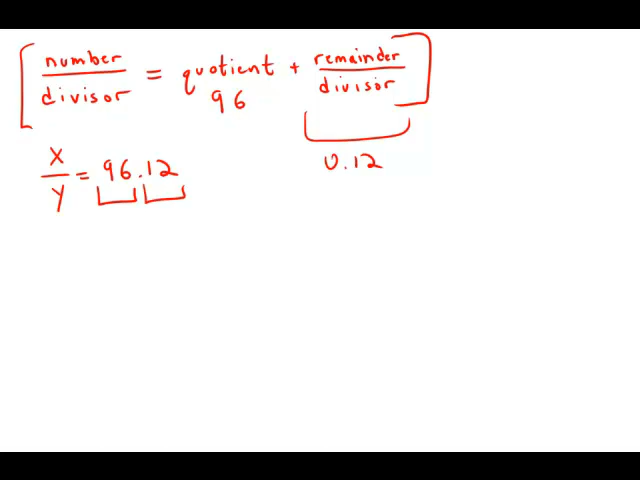 number/divisor = quotient + remainder/divisor
96
x/y = 96.12
0.12